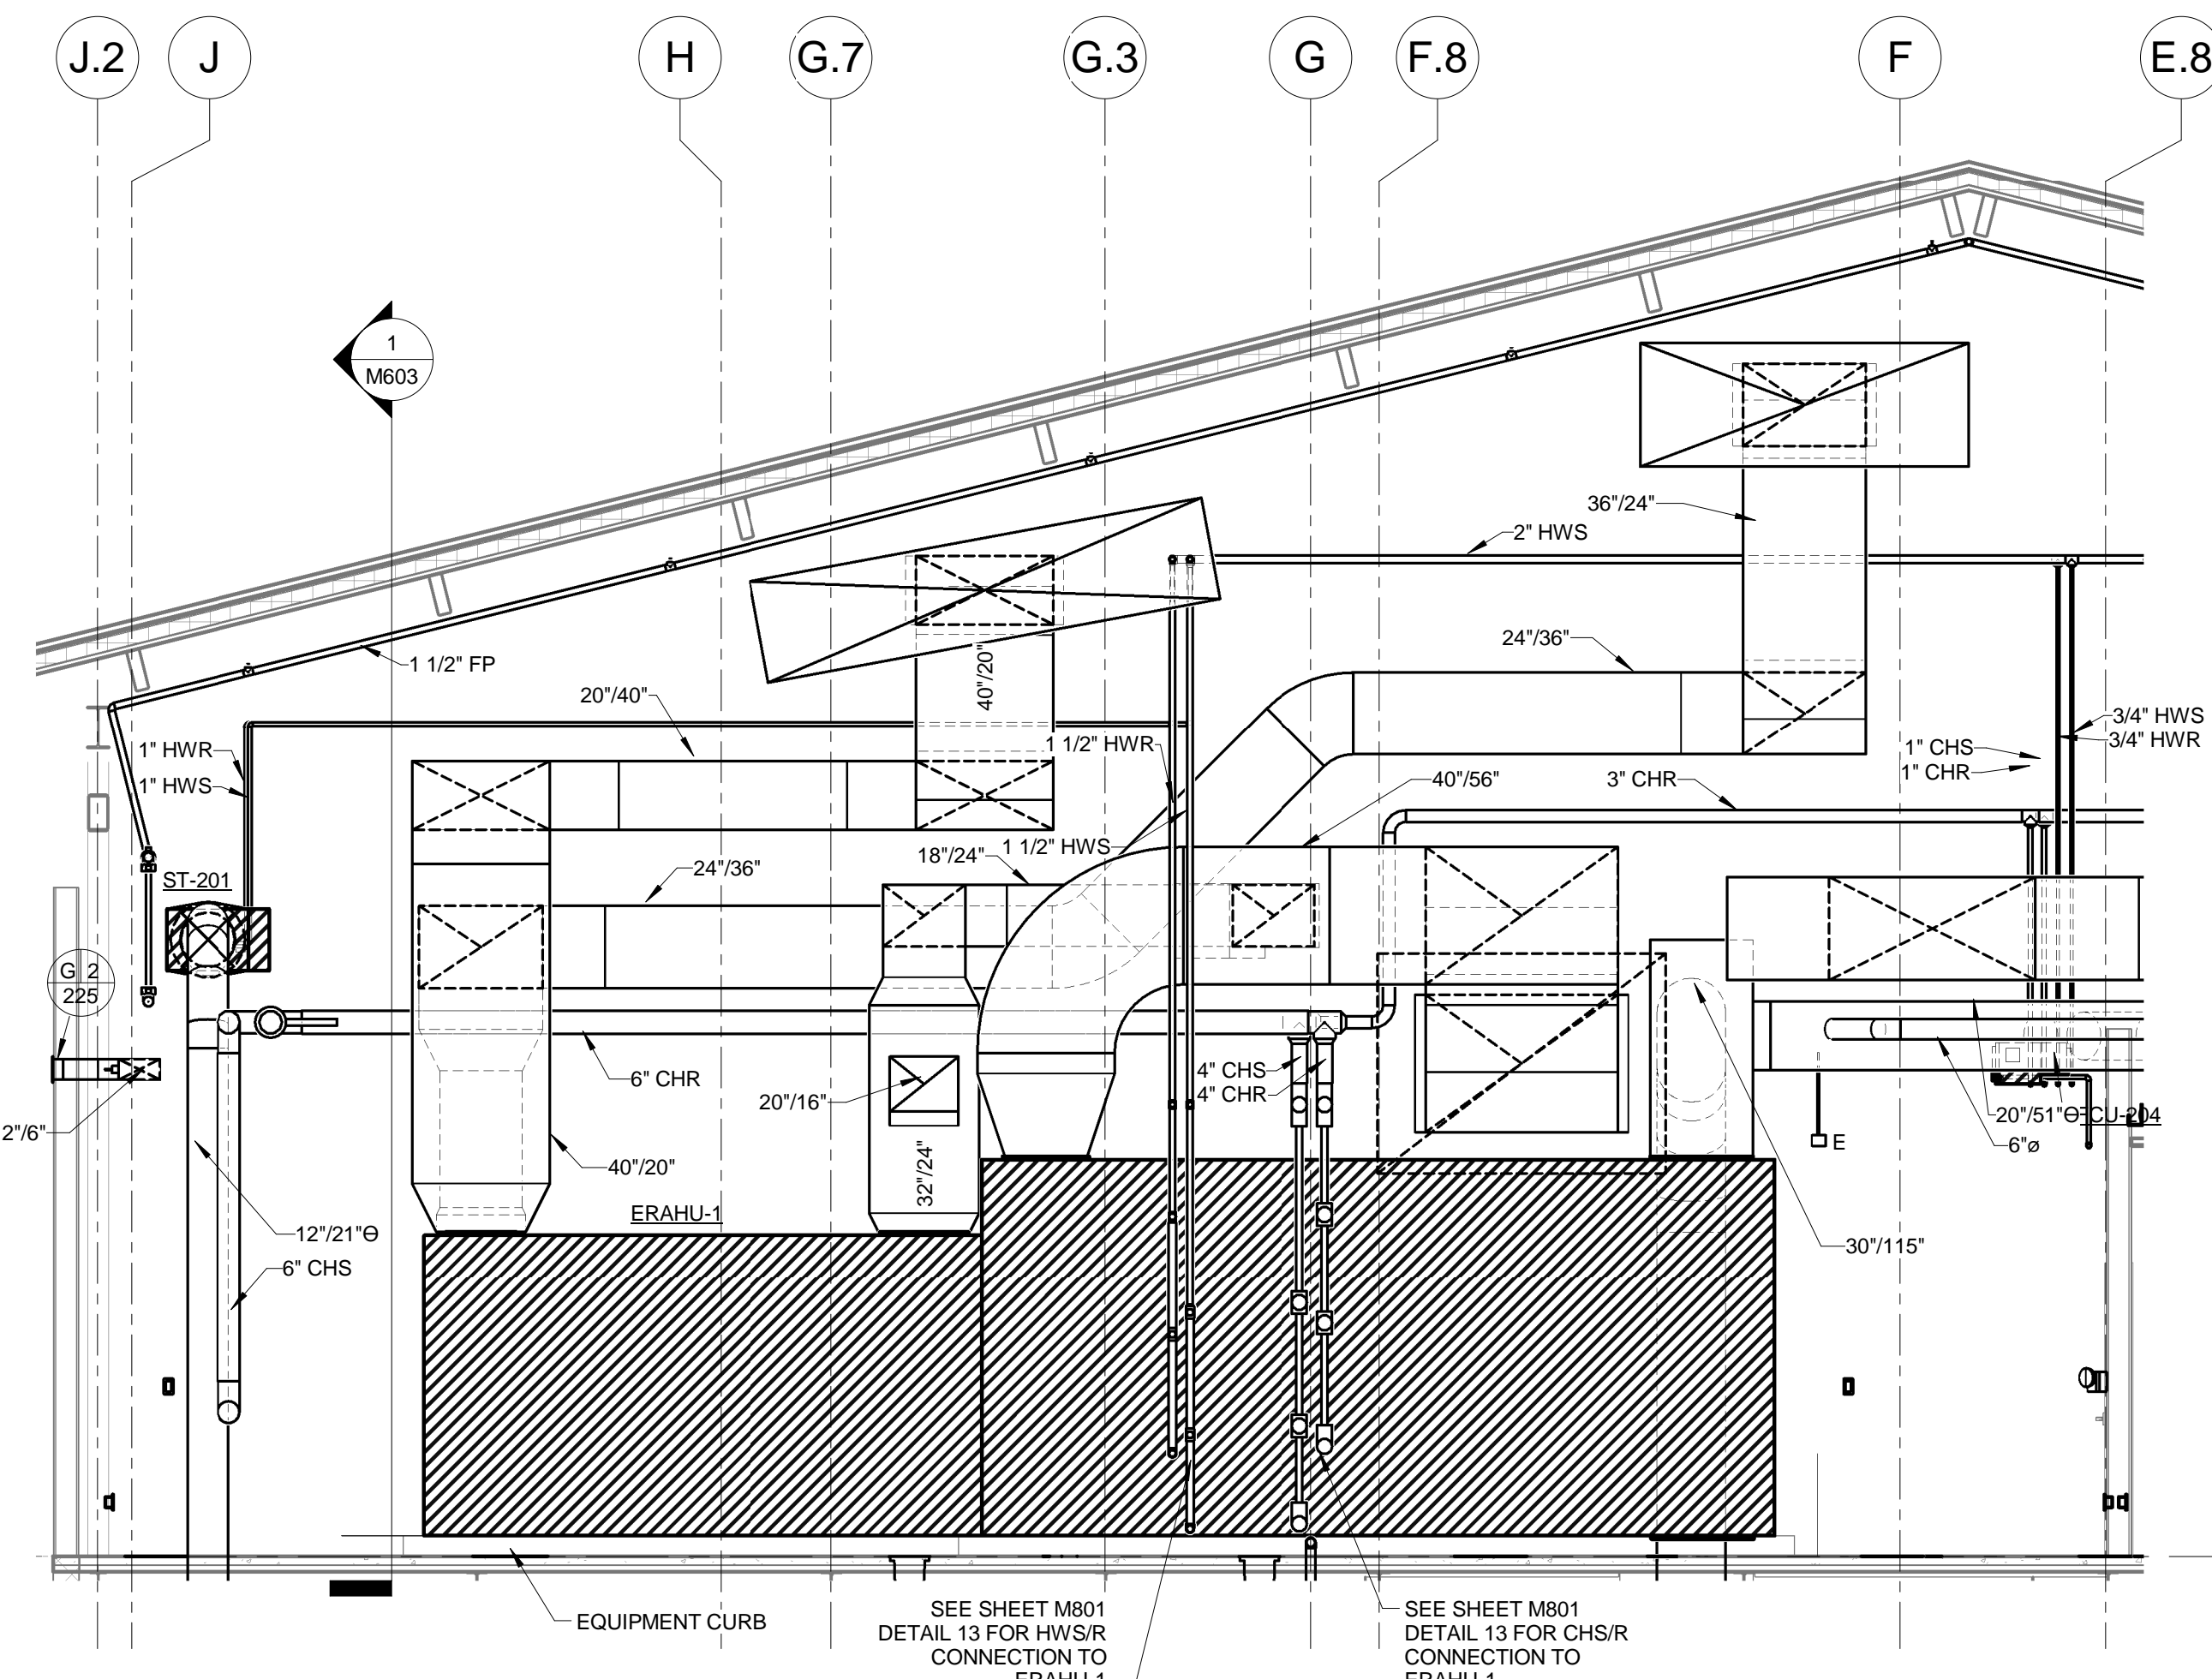 J.2
J
H
G.7
G.3
G
F.8
F
E.8
1
M603
36"/24"
2" HWS
24"/36"
1 1/2" FP
20"/40"
40"/20"
3/4" HWS
3/4" HWR
1" HWR
1" HWS
1 1/2" HWR
1" CHS
1" CHR
40"/56"
3" CHR
1 1/2" HWS
18"/24"
24"/36"
ST-201
G 2
225
6" CHR
4" CHS
4" CHR
20"/16"
2"/6"
20"/51"Ꝋ
CU-204
E
6"ø
40"/20"
32"/24"
ERAHU-1
12"/21"Ꝋ
6" CHS
30"/115"
EQUIPMENT CURB
SEE SHEET M801
DETAIL 13 FOR HWS/R
CONNECTION TO
ERAHU-1
SEE SHEET M801
DETAIL 13 FOR CHS/R
CONNECTION TO
ERAHU-1